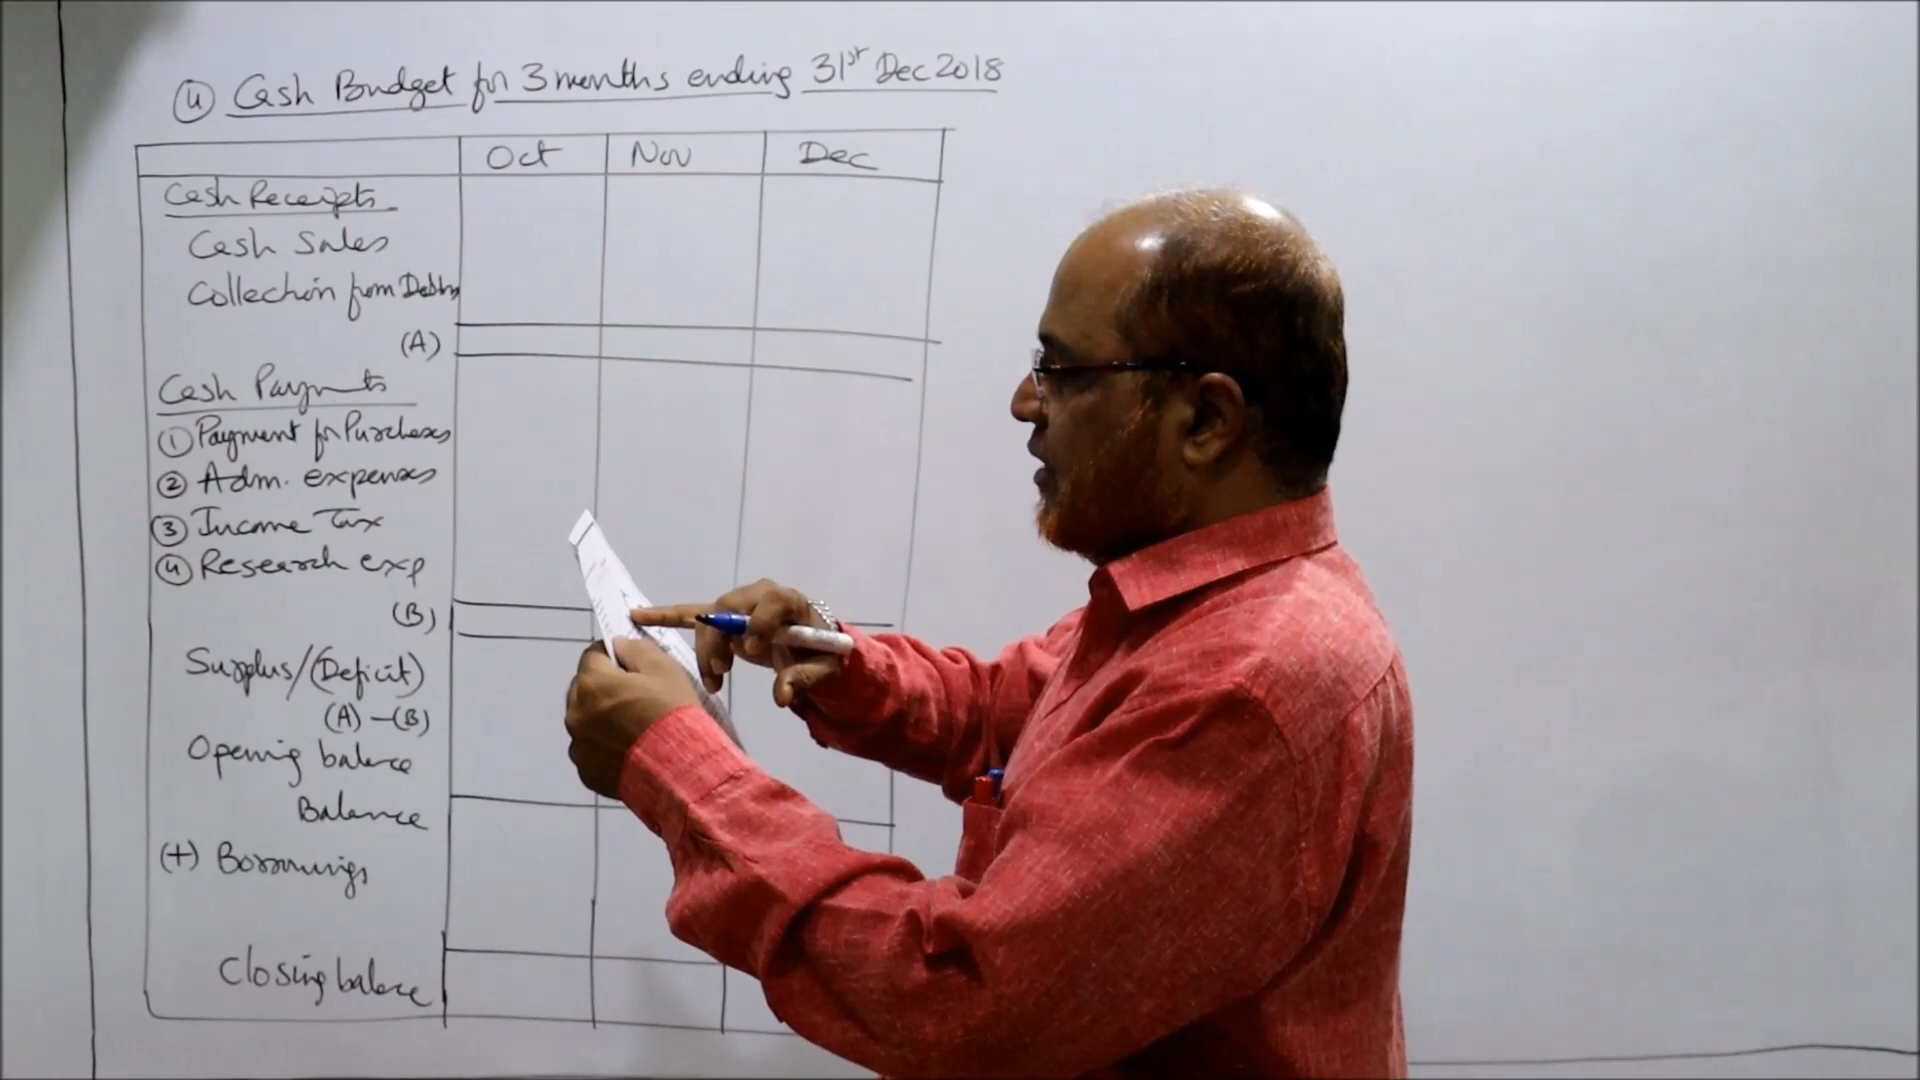 ④ Cash Budget for 3 months ending 31st Dec 2018
Oct Nov Dec
Cash Receipts
Cash Sales
Collection from Debtors
(A)
Cash Payments
① Payment for Purchases
② Adm. expenses
③ Income Tax
④ Research exp
(B)
Surplus/(Deficit)
(A) - (B)
Opening balance
Balance
(+) Borrowings
Closing balance